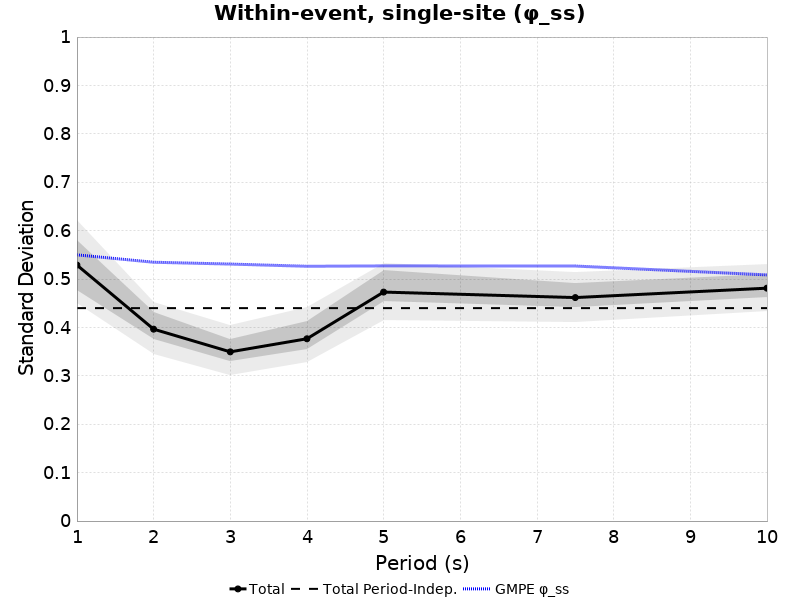 Within-event, single-site (φ_ss)
1
0.9
0.8
0.7
0.6
0.5
0.4
0.3
0.2
0.1
0
Standard Deviation
1 2 3 4 5 6 7 8 9 10
Period (s)
Total Total Period-Indep. GMPE φ_ss